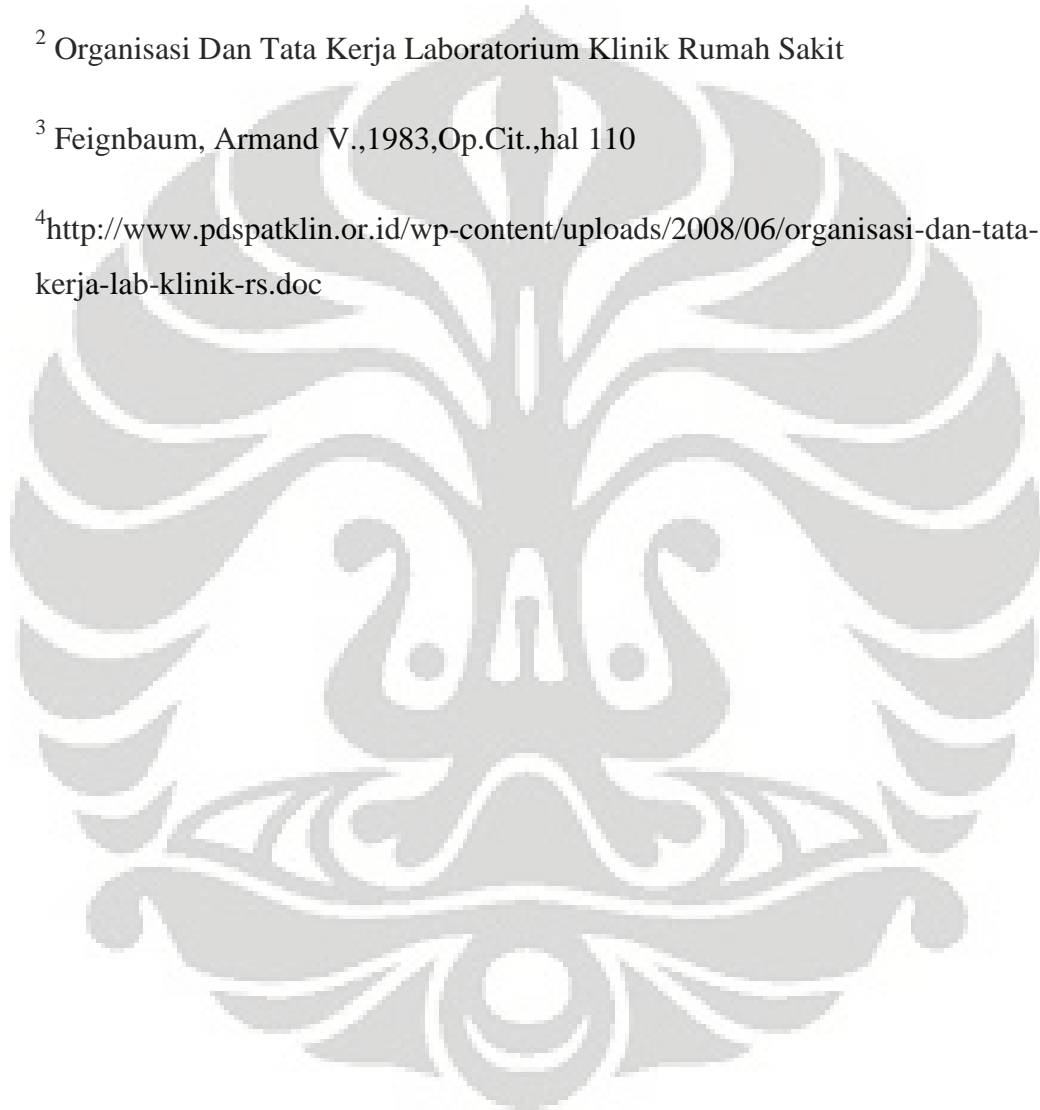 2 Organisasi Dan Tata Kerja Laboratorium Klinik Rumah Sakit
3 Feignbaum, Armand V.,1983,Op.Cit.,hal 110
4http://www.pdspatklin.or.id/wp-content/uploads/2008/06/organisasi-dan-tata-
kerja-lab-klinik-rs.doc